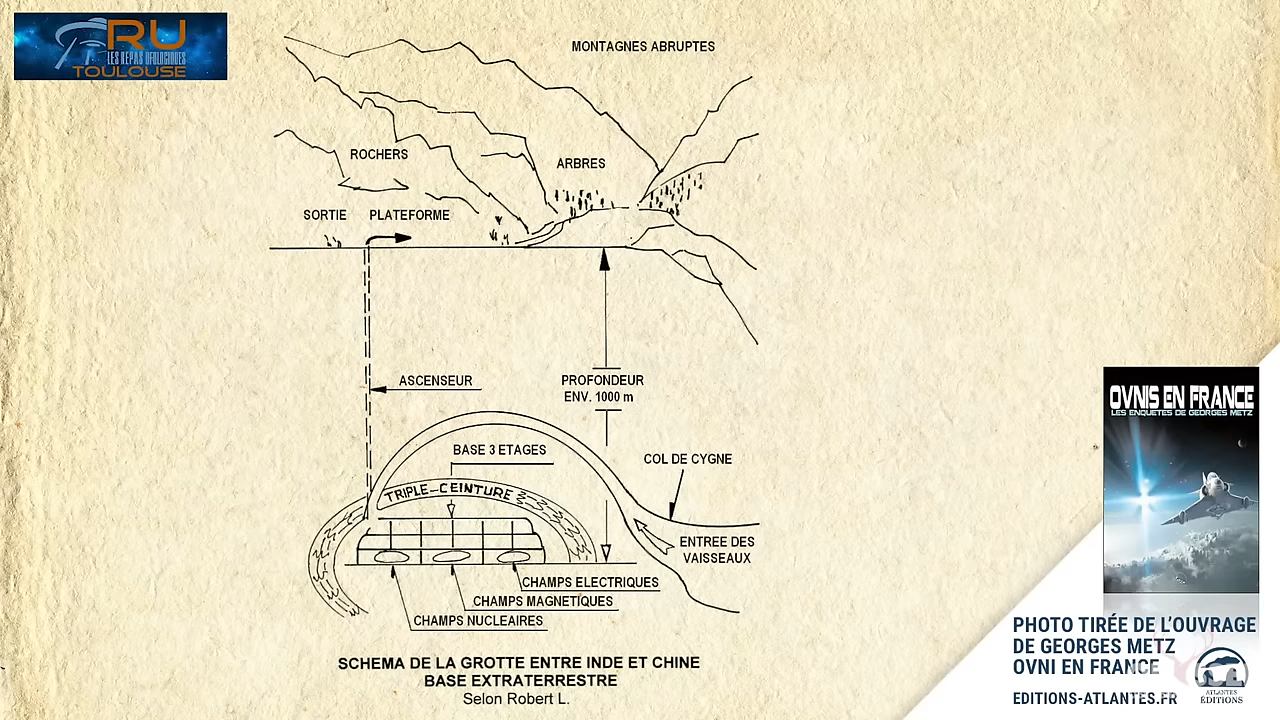 RU
LES REPAS UFOLOGIQUES
TOULOUSE
MONTAGNES ABRUPTES
ROCHERS
ARBRES
SORTIE
PLATEFORME
ASCENSEUR
PROFONDEUR
ENV. 1000 m
BASE 3 ETAGES
COL DE CYGNE
TRIPLE-CEINTURE
ENTREE DES
VAISSEAUX
CHAMPS ELECTRIQUES
CHAMPS MAGNETIQUES
CHAMPS NUCLEAIRES
SCHEMA DE LA GROTTE ENTRE INDE ET CHINE
BASE EXTRATERRESTRE
Selon Robert L.
OVNIS EN FRANCE
LES ENQUETES DE GEORGES METZ
PHOTO TIRÉE DE L'OUVRAGE
DE GEORGES METZ
OVNI EN FRANCE
EDITIONS-ATLANTES.FR
ATLANTES
ÉDITIONS